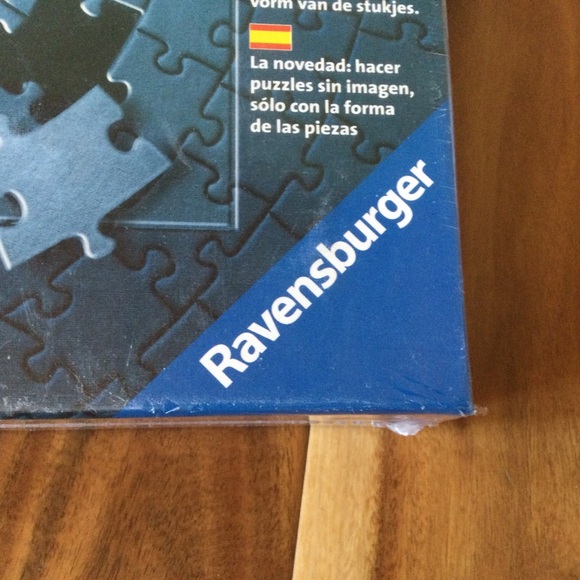 vorm van de stukjes.
La novedad: hacer
puzzles sin imagen,
sólo con la forma
de las piezas
Ravensburger